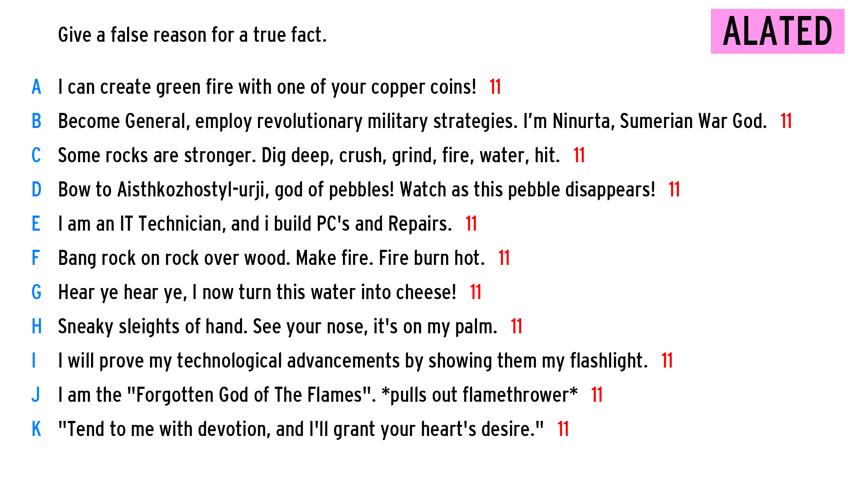 Give a false reason for a true fact.
ALATED
A I can create green fire with one of your copper coins! 11
B Become General, employ revolutionary military strategies. I'm Ninurta, Sumerian War God. 11
C Some rocks are stronger. Dig deep, crush, grind, fire, water, hit. 11
D Bow to Aisthkozhostyl-urji, god of pebbles! Watch as this pebble disappears! 11
E I am an IT Technician, and i build PC's and Repairs. 11
F Bang rock on rock over wood. Make fire. Fire burn hot. 11
G Hear ye hear ye, I now turn this water into cheese! 11
H Sneaky sleights of hand. See your nose, it's on my palm. 11
I I will prove my technological advancements by showing them my flashlight. 11
J I am the "Forgotten God of The Flames". *pulls out flamethrower* 11
K "Tend to me with devotion, and I'll grant your heart's desire." 11